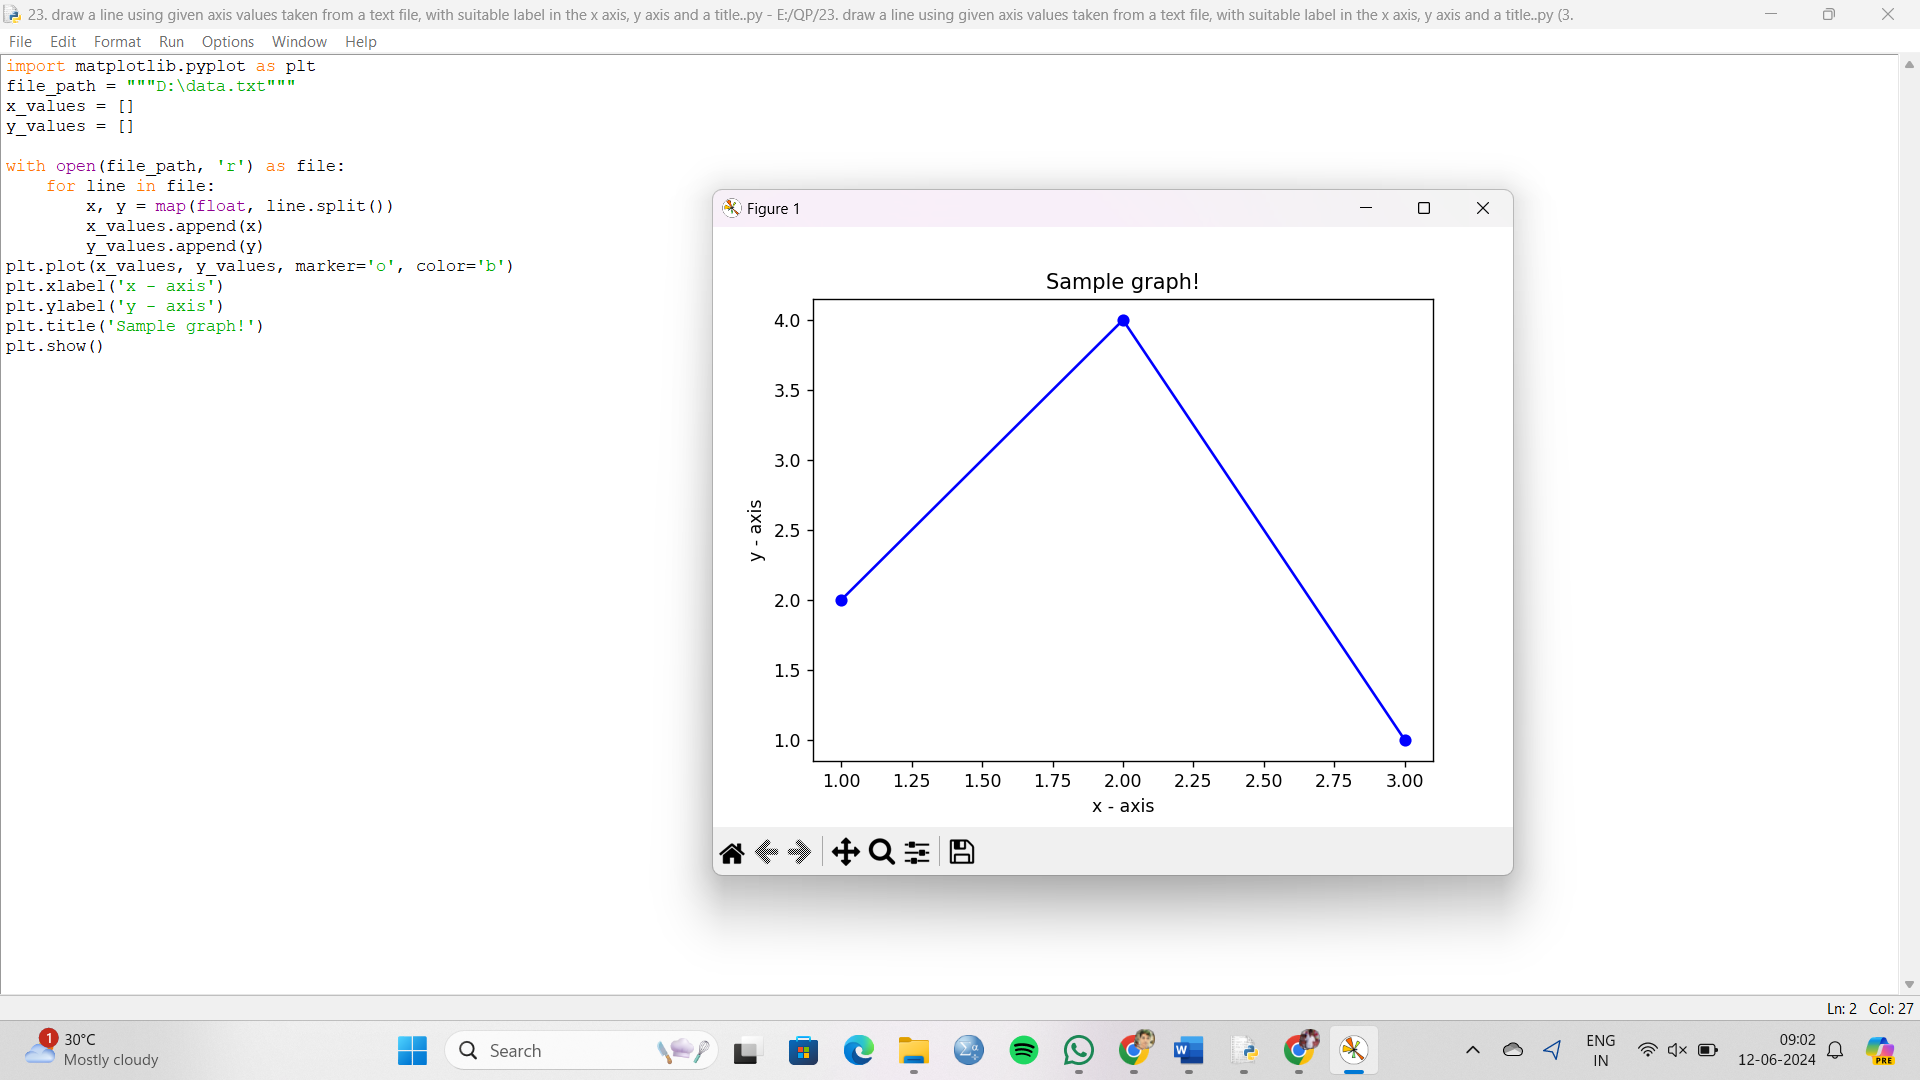 23. draw a line using given axis values taken from a text file, with suitable label in the x axis, y axis and a title..py - E:/QP/23. draw a line using given axis values taken from a text file, with suitable label in the x axis, y axis and a title..py (3.
File Edit Format Run Options Window Help
import matplotlib.pyplot as plt
file_path = """D:\data.txt"""
x_values = []
y_values = []
with open(file_path, 'r') as file:
    for line in file:
        x, y = map(float, line.split())
        x_values.append(x)
        y_values.append(y)
plt.plot(x_values, y_values, marker='o', color='b')
plt.xlabel('x - axis')
plt.ylabel('y - axis')
plt.title('Sample graph!')
plt.show()
Figure 1
Sample graph!
4.0
3.5
3.0
2.5
2.0
1.5
1.0
y - axis
1.00 1.25 1.50 1.75 2.00 2.25 2.50 2.75 3.00
x - axis
Ln: 2 Col: 27
1
30°C
Mostly cloudy
Search
ENG
IN
09:02
12-06-2024
PRE